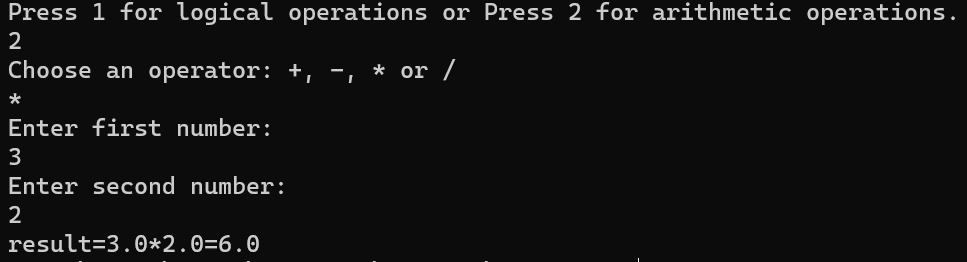 Press 1 for logical operations or Press 2 for arithmetic operations.
2
Choose an operator: +, -, * or /
*
Enter first number:
3
Enter second number:
2
result=3.0*2.0=6.0